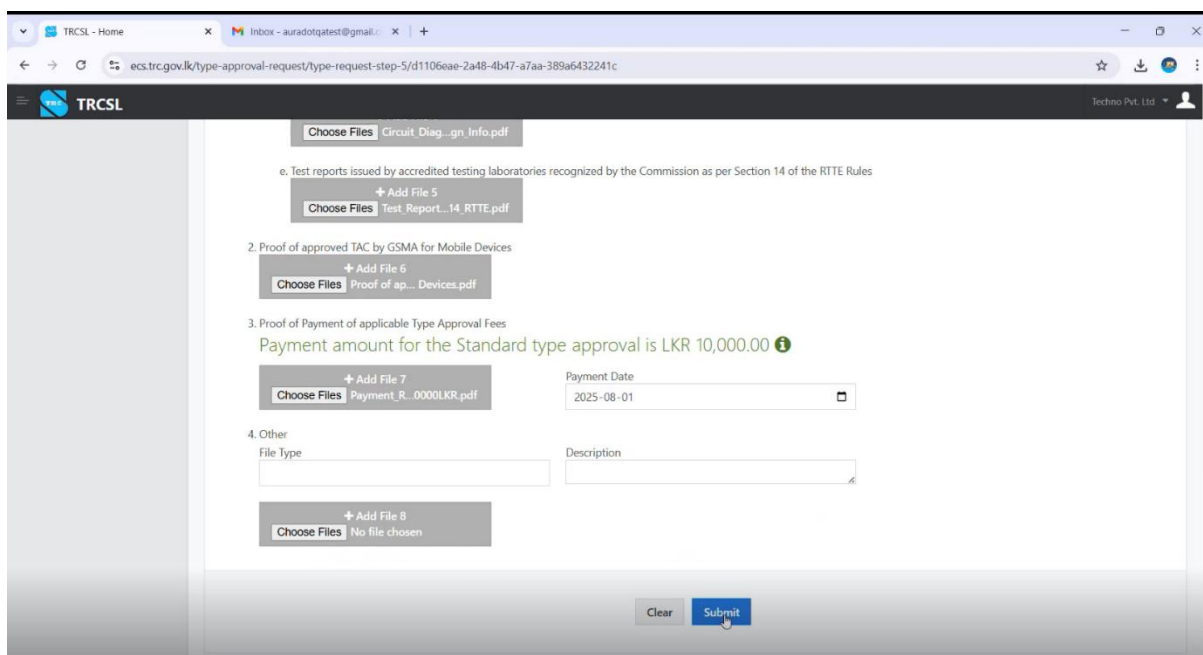 TRCSL - Home
Inbox - auradotqatest@gmail.c
ecs.trc.gov.lk/type-approval-request/type-request-step-5/d1106eae-2a48-4b47-a7aa-389a6432241c
TRC
TRCSL
Techno Pvt. Ltd
Choose Files Circuit_Diag...gn_Info.pdf
e. Test reports issued by accredited testing laboratories recognized by the Commission as per Section 14 of the RTTE Rules
+ Add File 5
Choose Files Test_Report...14_RTTE.pdf
2. Proof of approved TAC by GSMA for Mobile Devices
+ Add File 6
Choose Files Proof of ap... Devices.pdf
3. Proof of Payment of applicable Type Approval Fees
Payment amount for the Standard type approval is LKR 10,000.00
+ Add File 7
Choose Files Payment_R...0000LKR.pdf
Payment Date
2025-08-01
4. Other
File Type
Description
+ Add File 8
Choose Files No file chosen
Clear
Submit